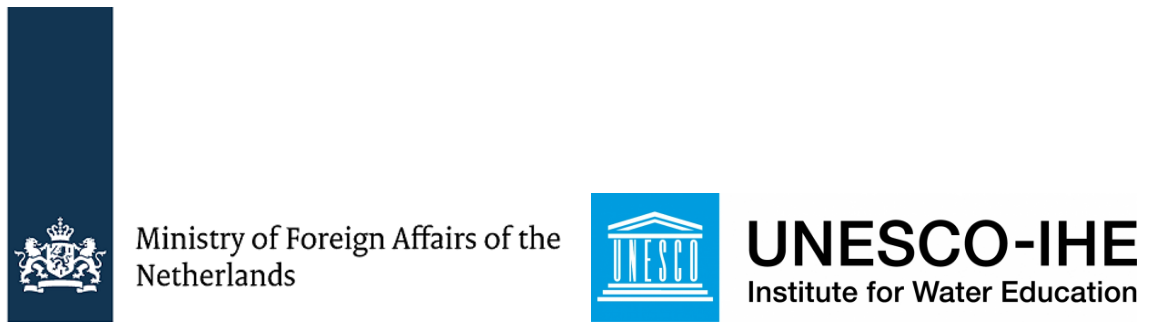 Ministry of Foreign Affairs of the
Netherlands
UNESCO
UNESCO-IHE
Institute for Water Education